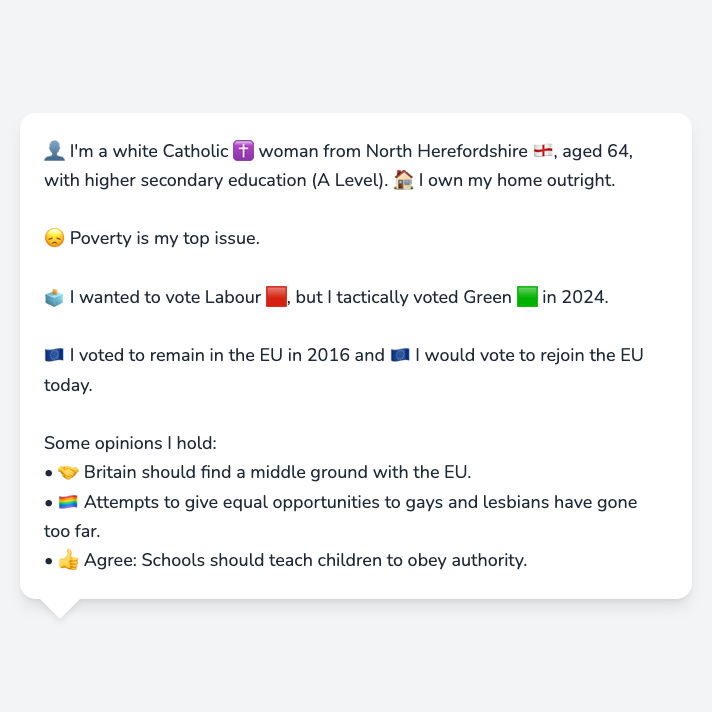 👤 I'm a white Catholic ✝️ woman from North Herefordshire 🏴󠁧󠁢󠁥󠁮󠁧󠁿, aged 64,
with higher secondary education (A Level). 🏠 I own my home outright.
😞 Poverty is my top issue.
🗳️ I wanted to vote Labour 🟥, but I tactically voted Green 🟩 in 2024.
🇪🇺 I voted to remain in the EU in 2016 and 🇪🇺 I would vote to rejoin the EU
today.
Some opinions I hold:
• 🤝 Britain should find a middle ground with the EU.
• 🏳️‍🌈 Attempts to give equal opportunities to gays and lesbians have gone
too far.
• 👍 Agree: Schools should teach children to obey authority.